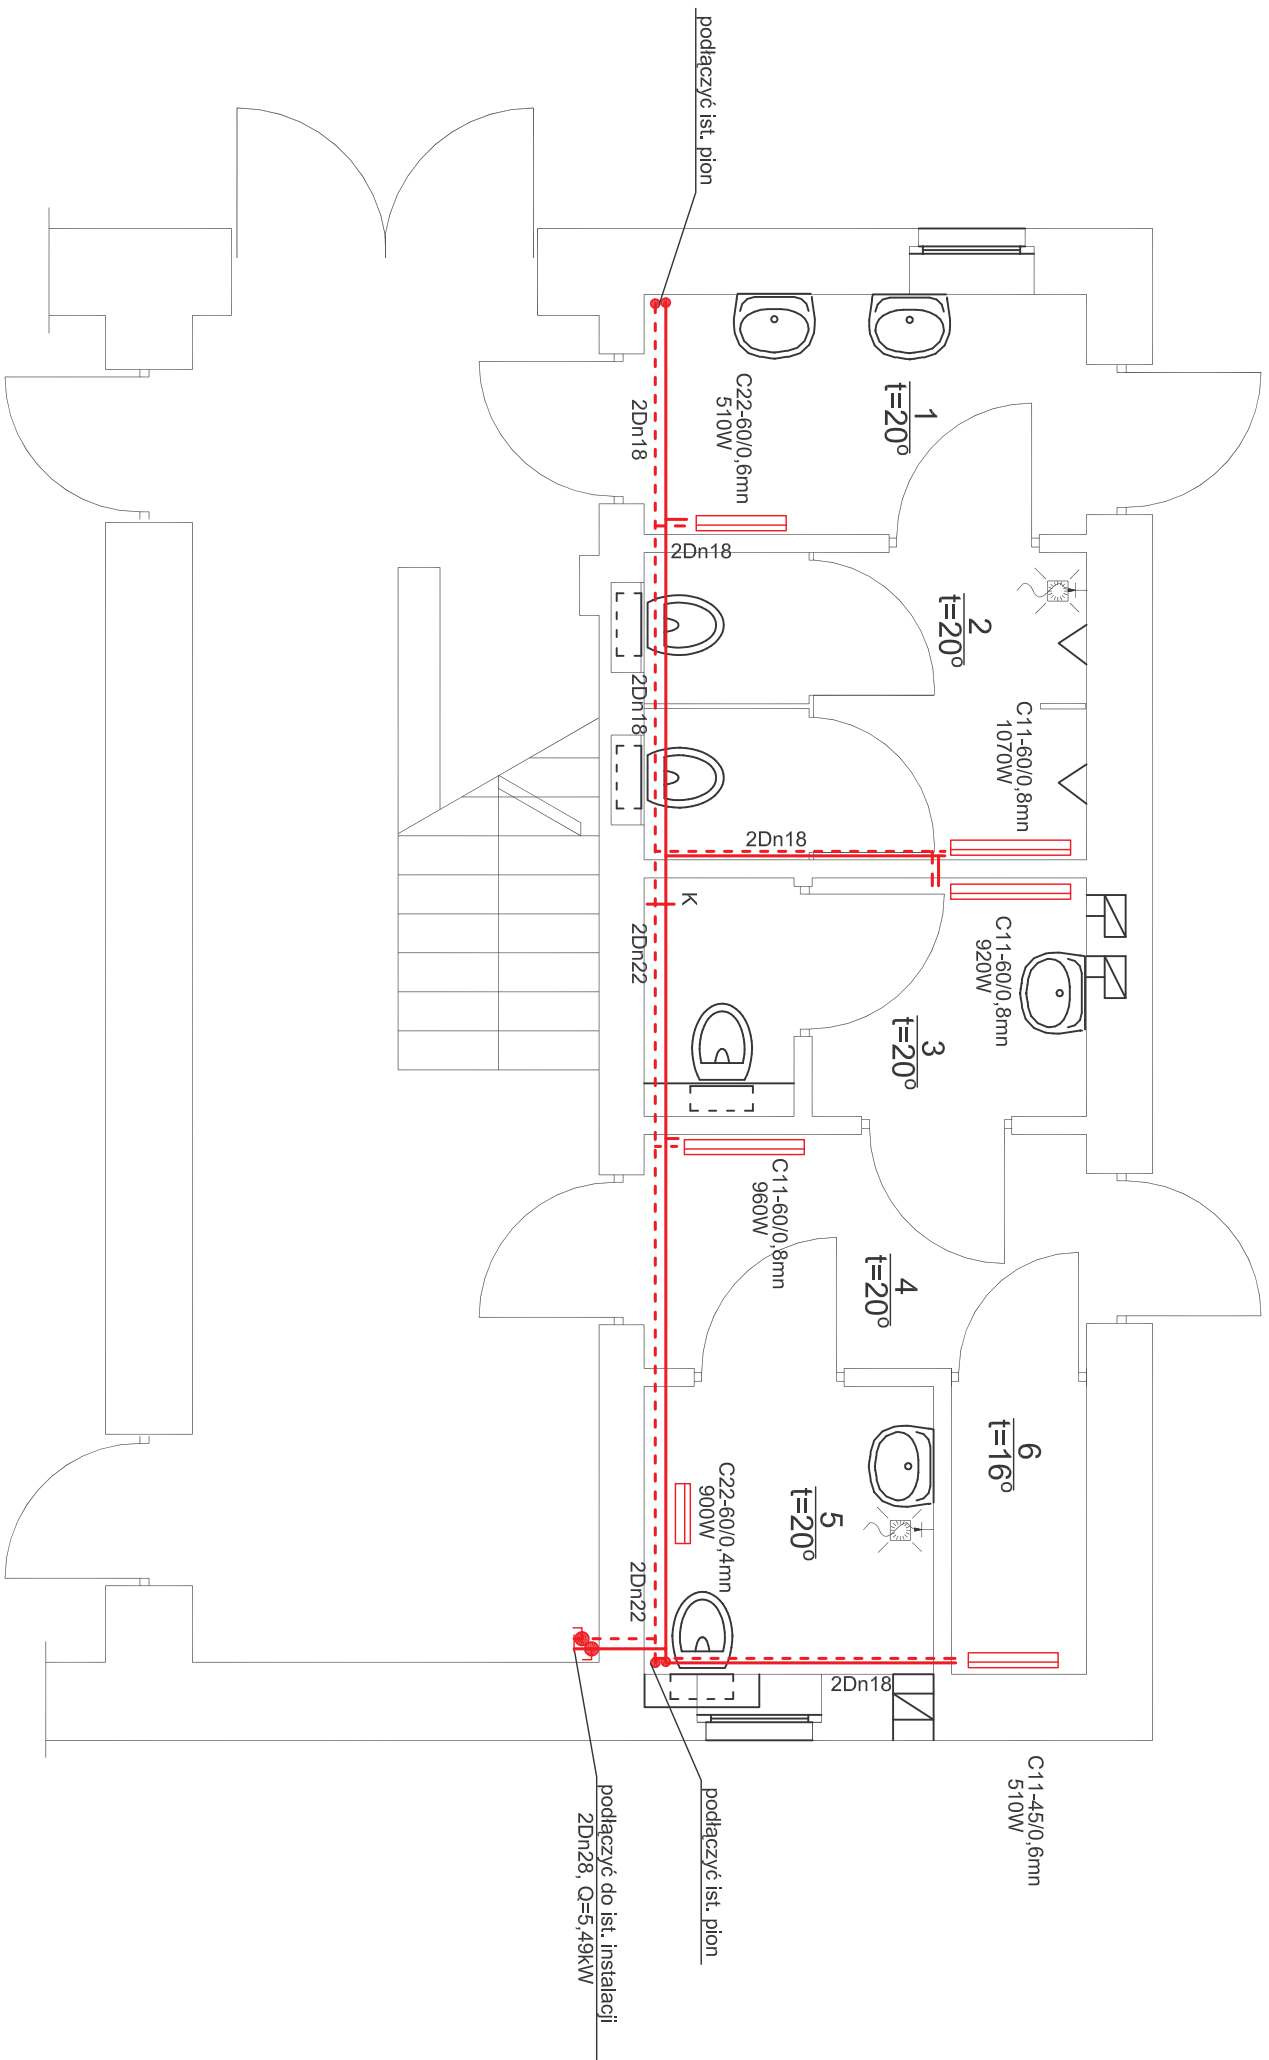 podłączyć ist. pion
1
t=20°
C22-60/0,6mn
510W
2Dn18
2Dn18
2
t=20°
C11-60/0,8mn
1070W
2Dn18
2Dn18
K
2Dn22
C11-60/0,8mn
920W
3
t=20°
C11-60/0,8mn
960W
4
t=20°
6
t=16°
5
t=20°
C22-60/0,4mn
900W
2Dn22
2Dn18
C11-45/0,6mn
510W
podłączyć ist. pion
podłączyć do ist. instalacji
2Dn28, Q=5,49kW